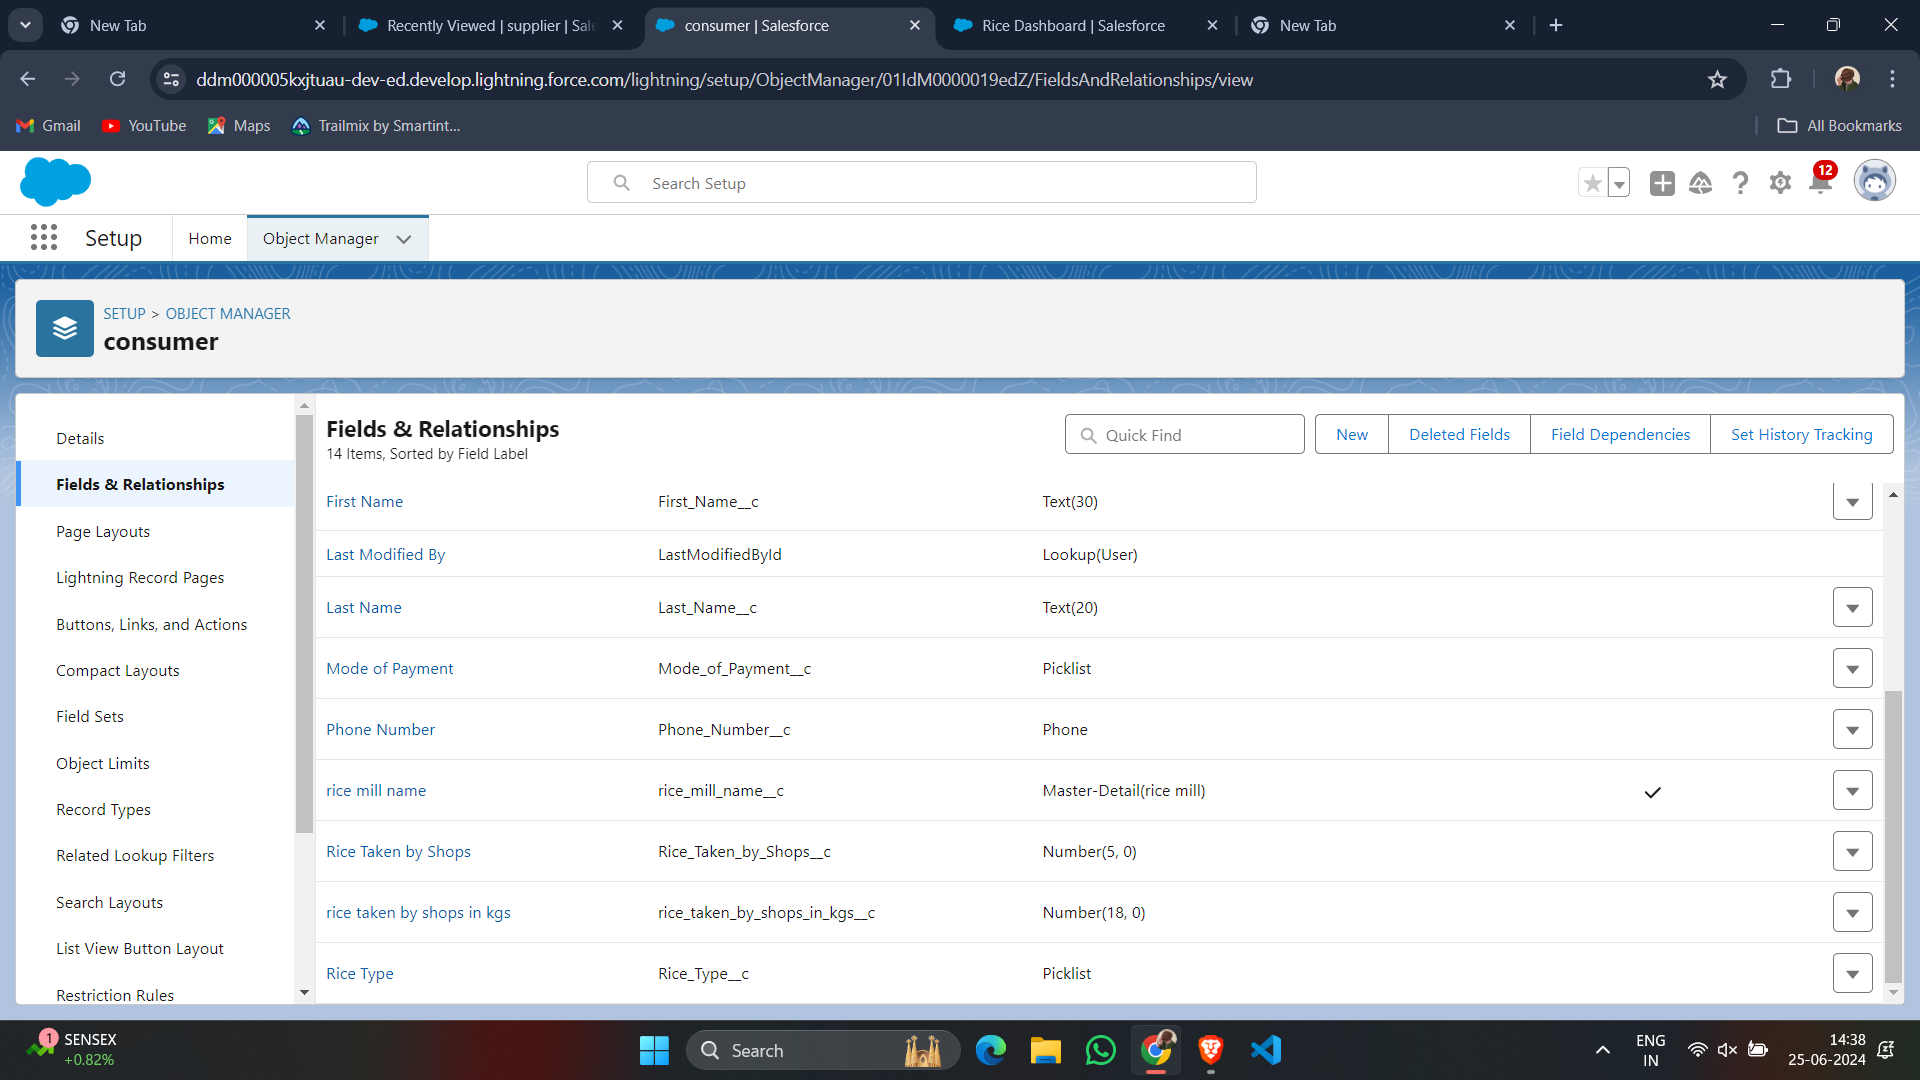 New Tab
Recently Viewed | supplier | Sale
consumer | Salesforce
Rice Dashboard | Salesforce
New Tab
ddm000005kxjtuau-dev-ed.develop.lightning.force.com/lightning/setup/ObjectManager/01IdM0000019edZ/FieldsAndRelationships/view
Gmail
YouTube
Maps
Trailmix by Smartint...
All Bookmarks
Search Setup
12
Setup
Home
Object Manager
SETUP > OBJECT MANAGER
consumer
Details
Fields & Relationships
Page Layouts
Lightning Record Pages
Buttons, Links, and Actions
Compact Layouts
Field Sets
Object Limits
Record Types
Related Lookup Filters
Search Layouts
List View Button Layout
Restriction Rules
Fields & Relationships
14 Items, Sorted by Field Label
Quick Find
New
Deleted Fields
Field Dependencies
Set History Tracking
First Name First_Name__c Text(30)
Last Modified By LastModifiedById Lookup(User)
Last Name Last_Name__c Text(20)
Mode of Payment Mode_of_Payment__c Picklist
Phone Number Phone_Number__c Phone
rice mill name rice_mill_name__c Master-Detail(rice mill)
Rice Taken by Shops Rice_Taken_by_Shops__c Number(5, 0)
rice taken by shops in kgs rice_taken_by_shops_in_kgs__c Number(18, 0)
Rice Type Rice_Type__c Picklist
1
SENSEX
+0.82%
Search
ENG
IN
14:38
25-06-2024